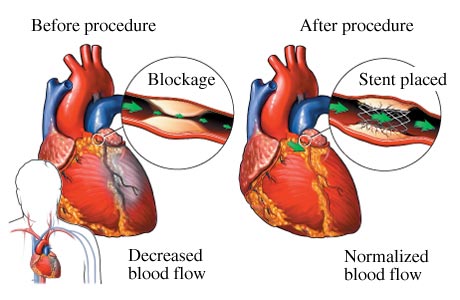 Before procedure
Blockage
Decreased
blood flow
After procedure
Stent placed
Normalized
blood flow